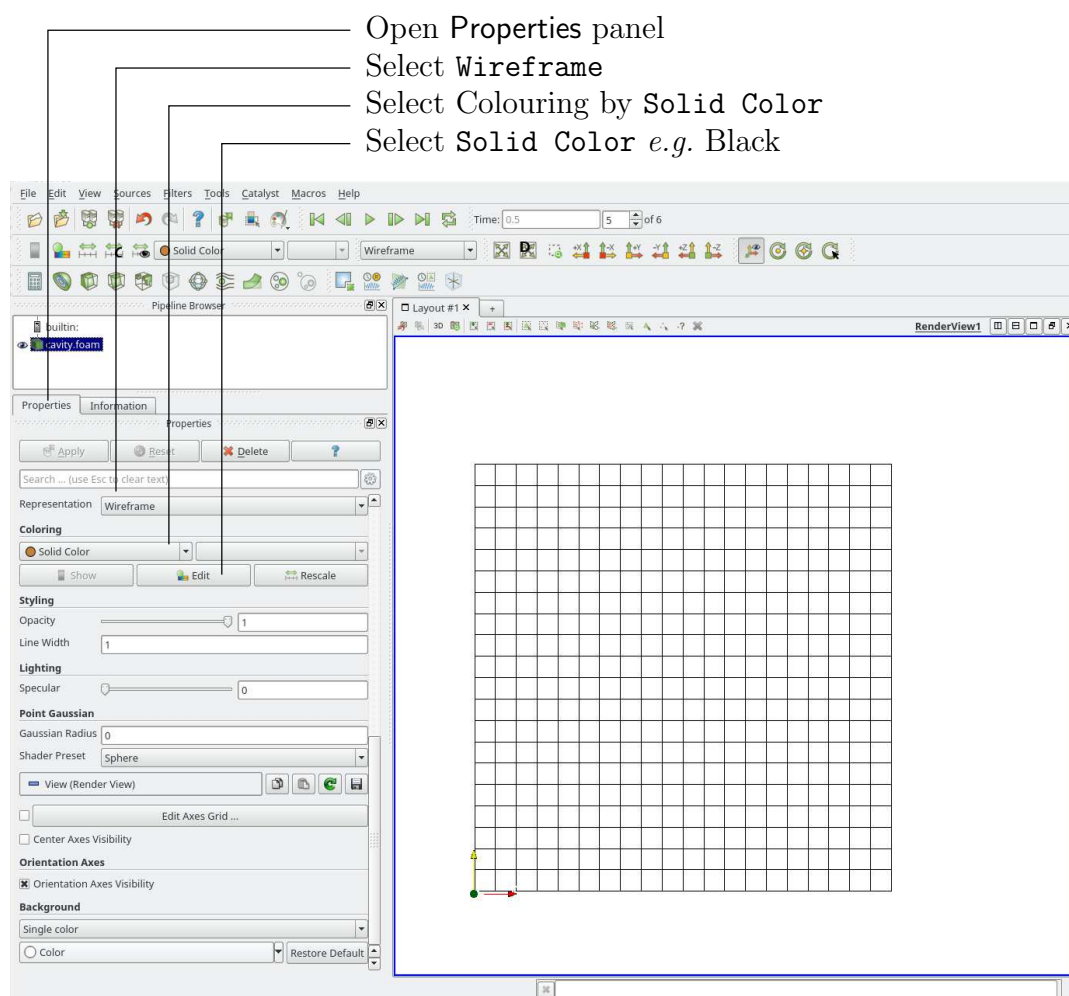 Open Properties panel
Select Wireframe
Select Colouring by Solid Color
Select Solid Color e.g. Black
File Edit View Sources Filters Tools Catalyst Macros Help
Time: 0.5 5 of 6
Solid Color Wireframe
Pipeline Browser
Layout #1
builtin:
3D RenderView1
cavity.foam
Properties Information
Properties
Apply Reset Delete ?
Search ... (use Esc to clear text)
Representation Wireframe
Coloring
Solid Color
Show Edit Rescale
Styling
Opacity 1
Line Width 1
Lighting
Specular 0
Point Gaussian
Gaussian Radius 0
Shader Preset Sphere
View (Render View)
Edit Axes Grid ...
Center Axes Visibility
Orientation Axes
Orientation Axes Visibility
Background
Single color
Color Restore Default